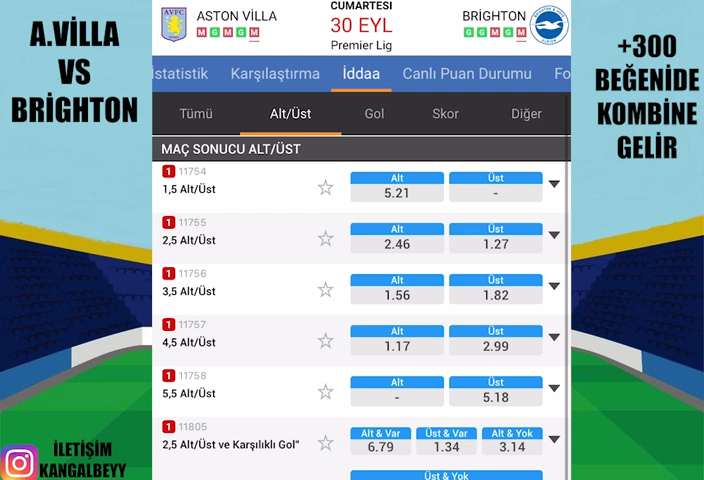 A.VİLLA
VS
BRİGHTON
ASTON VILLA
M G M G M
CUMARTESI
30 EYL
Premier Lig
BRİGHTON
G G M G M
+300
BEĞENİDE
KOMBİNE
GELİR
istatistik Karşılaştırma İddaa Canlı Puan Durumu Fo
Tümü Alt/Üst Gol Skor Diğer
MAÇ SONUCU ALT/ÜST
1 11754
1,5 Alt/Üst
Alt Üst
5.21 -
1 11755
2,5 Alt/Üst
Alt Üst
2.46 1.27
1 11756
3,5 Alt/Üst
Alt Üst
1.56 1.82
1 11757
4,5 Alt/Üst
Alt Üst
1.17 2.99
1 11758
5,5 Alt/Üst
Alt Üst
- 5.18
1 11805
2,5 Alt/Üst ve Karşılıklı Gol"
Alt & Var Üst & Var Alt & Yok
6.79 1.34 3.14
Üst & Yok
İLETİŞİM
KANGALBEYY